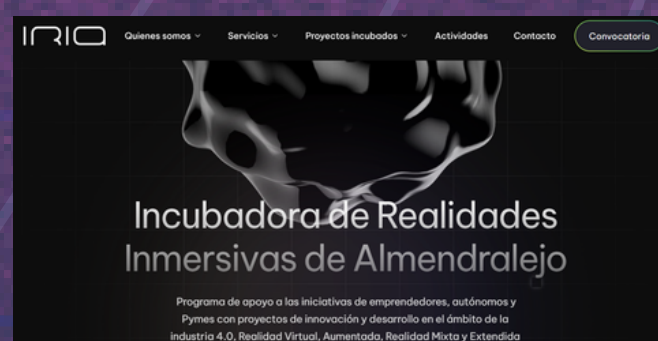 IRIA
Quienes somos Servicios Proyectos incubados Actividades Contacto Convocatoria
Incubadora de Realidades
Inmersivas de Almendralejo
Programa de apoyo a las iniciativas de emprendedores, autónomos y
Pymes con proyectos de innovación y desarrollo en el ámbito de la
industria 4.0, Realidad Virtual, Aumentada, Realidad Mixta y Extendida